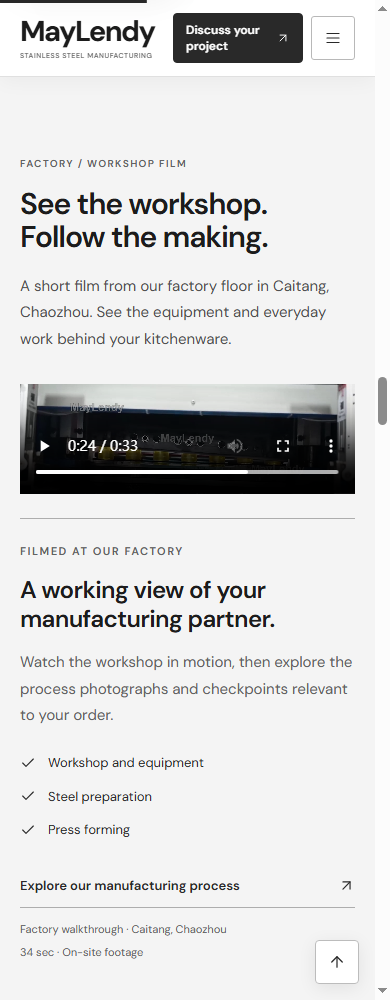 MayLendy
STAINLESS STEEL MANUFACTURING
Discuss your
project
FACTORY / WORKSHOP FILM
See the workshop.
Follow the making.
A short film from our factory floor in Caitang,
Chaozhou. See the equipment and everyday
work behind your kitchenware.
MayLendy
MayLendy
0:24 / 0:33
FILMED AT OUR FACTORY
A working view of your
manufacturing partner.
Watch the workshop in motion, then explore the
process photographs and checkpoints relevant
to your order.
Workshop and equipment
Steel preparation
Press forming
Explore our manufacturing process
Factory walkthrough · Caitang, Chaozhou
34 sec · On-site footage